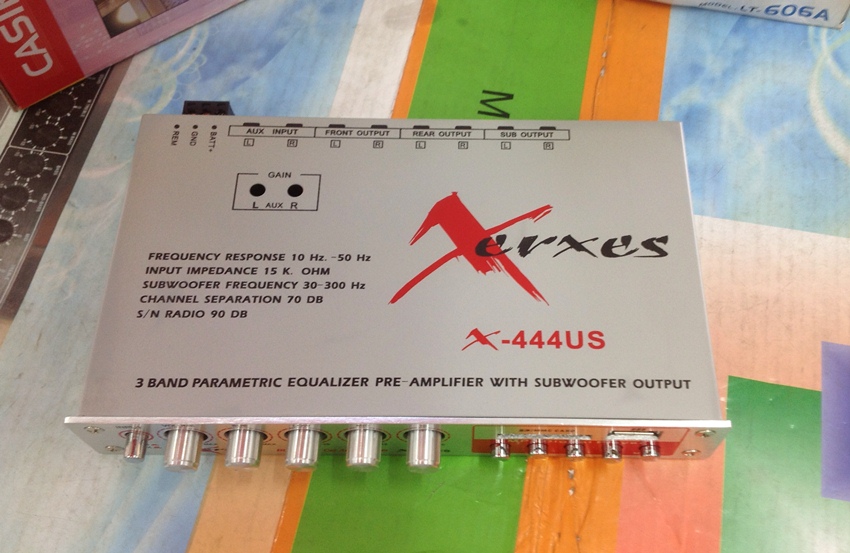 CASI
MODEL: LT-606A
M
REM
GND
BATT+
AUX INPUT
FRONT OUTPUT
REAR OUTPUT
SUB OUTPUT
L R L R L R L R
GAIN
L AUX R
Xerxes
FREQUENCY RESPONSE 10 Hz.-50 Hz
INPUT IMPEDANCE 15 K. OHM
SUBWOOFER FREQUENCY 30-300 Hz
CHANNEL SEPARATION 70 DB
S/N RADIO 90 DB
X-444US
3 BAND PARAMETRIC EQUALIZER PRE-AMPLIFIER WITH SUBWOOFER OUTPUT